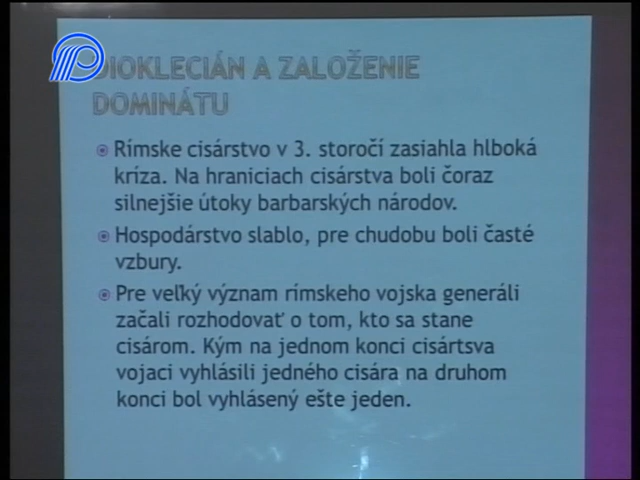 DIOKLECIÁN A ZALOŽENIE
DOMINÁTU
Rímske cisárstvo v 3. storočí zasiahla hlboká
kríza. Na hraniciach cisárstva boli čoraz
silnejšie útoky barbarských národov.
Hospodárstvo slablo, pre chudobu boli časté
vzbury.
Pre veľký význam rímskeho vojska generáli
začali rozhodovať o tom, kto sa stane
cisárom. Kým na jednom konci cisártsva
vojaci vyhlásili jedného cisára na druhom
konci bol vyhlásený ešte jeden.